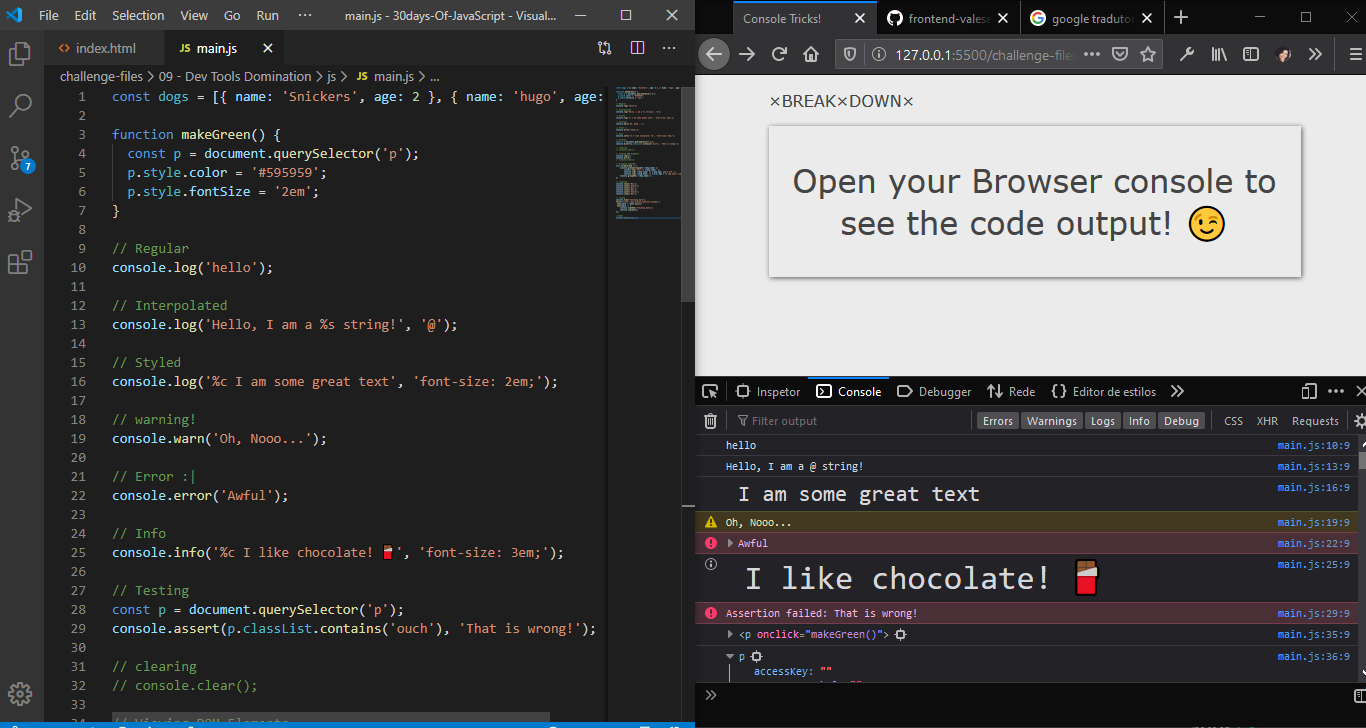 File Edit Selection View Go Run ··· main.js - 30days-Of-JavaScript - Visual...
index.html JS main.js
challenge-files > 09 - Dev Tools Domination > js > JS main.js > ...
1 const dogs = [{ name: 'Snickers', age: 2 }, { name: 'hugo', age:
2
3 function makeGreen() {
4 const p = document.querySelector('p');
5 p.style.color = '#595959';
6 p.style.fontSize = '2em';
7 }
8
9 // Regular
10 console.log('hello');
11
12 // Interpolated
13 console.log('Hello, I am a %s string!', '@');
14
15 // Styled
16 console.log('%c I am some great text', 'font-size: 2em;');
17
18 // warning!
19 console.warn('Oh, Nooo...');
20
21 // Error :|
22 console.error('Awful');
23
24 // Info
25 console.info('%c I like chocolate! 🍫', 'font-size: 3em;');
26
27 // Testing
28 const p = document.querySelector('p');
29 console.assert(p.classList.contains('ouch'), 'That is wrong!');
30
31 // clearing
32 // console.clear();
33
34 // Viewing DOM Elements
7
Console Tricks! frontend-vales google tradutor
127.0.0.1:5500/challenge-file
×BREAK×DOWN×
Open your Browser console to
see the code output! 😉
Inspetor Console Debugger Rede Editor de estilos
Filter output Errors Warnings Logs Info Debug CSS XHR Requests
hello main.js:10:9
Hello, I am a @ string! main.js:13:9
I am some great text main.js:16:9
Oh, Nooo... main.js:19:9
Awful main.js:22:9
I like chocolate! 🍫 main.js:25:9
Assertion failed: That is wrong! main.js:29:9
<p onclick="makeGreen()"> main.js:35:9
p main.js:36:9
accessKey: ""